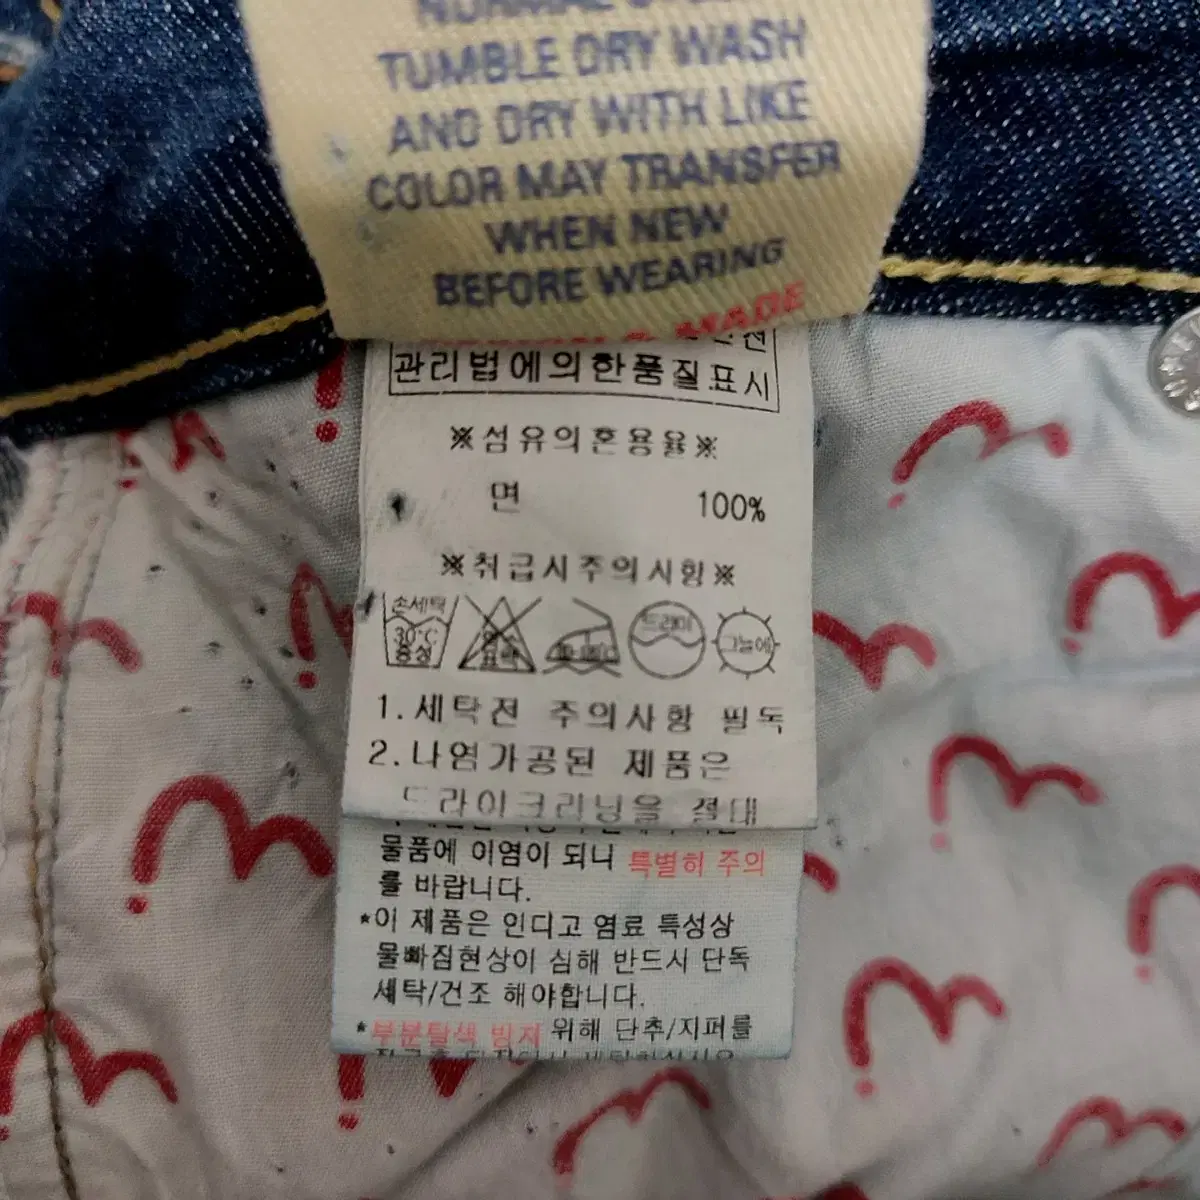 TUMBLE DRY WASH
AND DRY WITH LIKE
COLOR MAY TRANSFER
WHEN NEW
BEFORE WEARING
MADE
관리법에의한품질표시
※섬유의혼용율※
면 100%
※취급시주의사항※
손세탁
30°C
중성
드라이
그늘에
1.세탁전 주의사항 필독
2.나염가공된 제품은
드라이크리닝을 절대
물품에 이염이 되니 특별히 주의
를 바랍니다.
*이 제품은 인디고 염료 특성상
물빠짐현상이 심해 반드시 단독
세탁/건조 해야합니다.
*부분탈색 방지 위해 단추/지퍼를